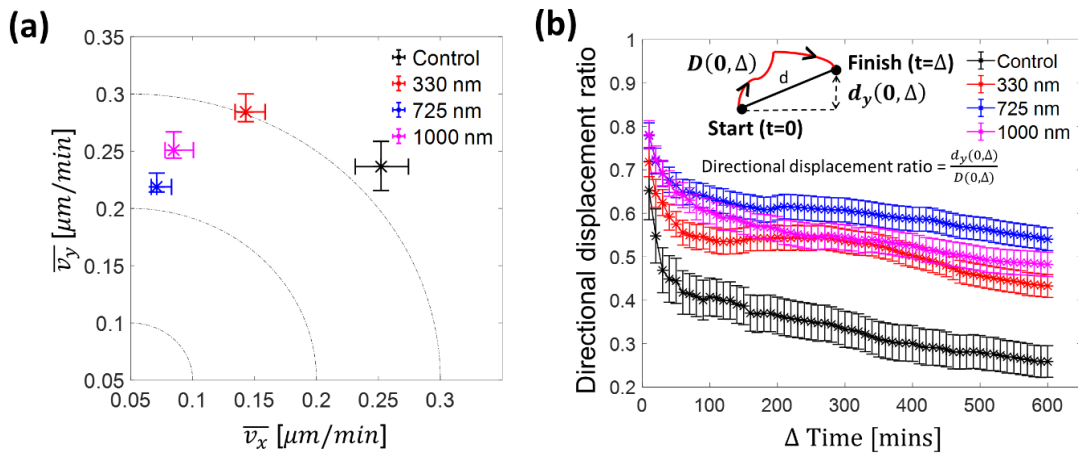 (a)
0.35
0.3
0.25
0.2
0.15
0.1
0.05
v̅y̅ [μm/min]
Control
330 nm
725 nm
1000 nm
0.05
0.1
0.15
0.2
0.25
0.3
v̅x̅ [μm/min]
(b)
1
0.9
0.8
0.7
0.6
0.5
0.4
0.3
0.2
Directional displacement ratio
D(0,Δ)
d
Finish (t=Δ)
dy(0,Δ)
Start (t=0)
Control
330 nm
725 nm
1000 nm
Directional displacement ratio = dy(0,Δ)/D(0,Δ)
0
100
200
300
400
500
600
Δ Time [mins]